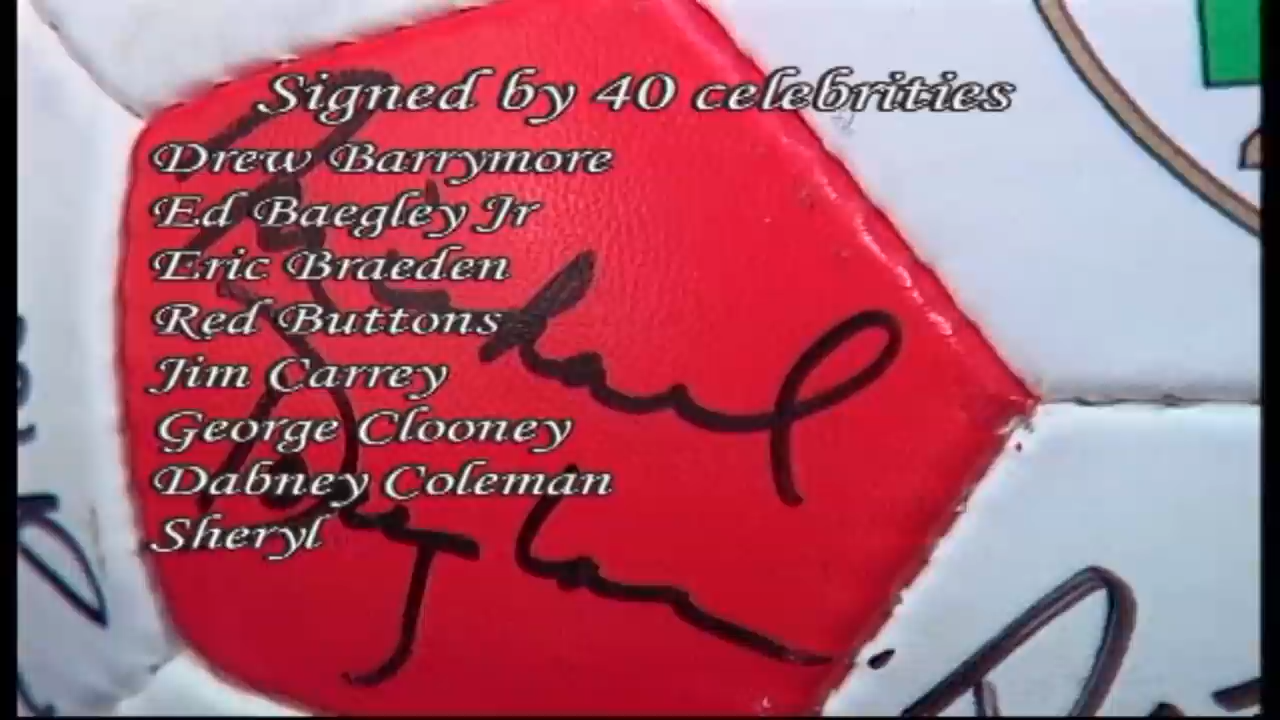 Signed by 40 celebrities
Drew Barrymore
Ed Baegley Jr
Eric Braeden
Red Buttons
Jim Carrey
George Clooney
Dabney Coleman
Sheryl